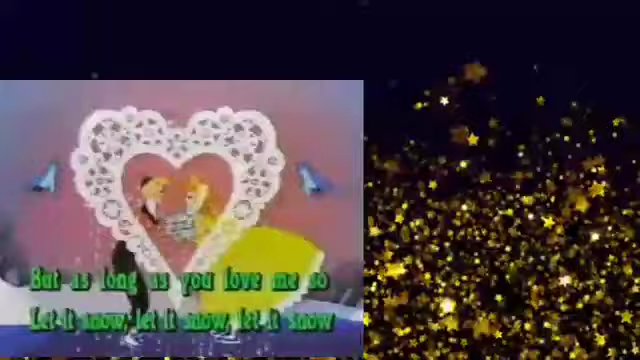 But as long as you love me so
Let it snow, let it snow, let it snow